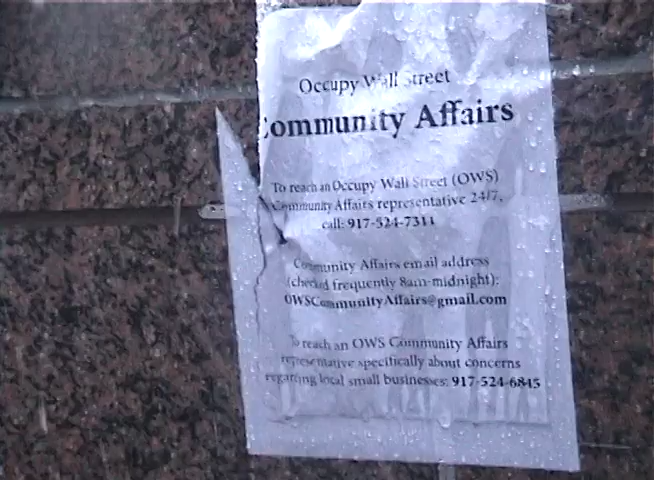 Occupy Wall Street
Community Affairs
To reach an Occupy Wall Street (OWS)
Community Affairs representative 24/7,
call: 917-524-7311
Community Affairs email address
(checked frequently 8am-midnight):
OWSCommunityAffairs@gmail.com
To reach an OWS Community Affairs
representative specifically about concerns
regarding local small businesses: 917-524-6845